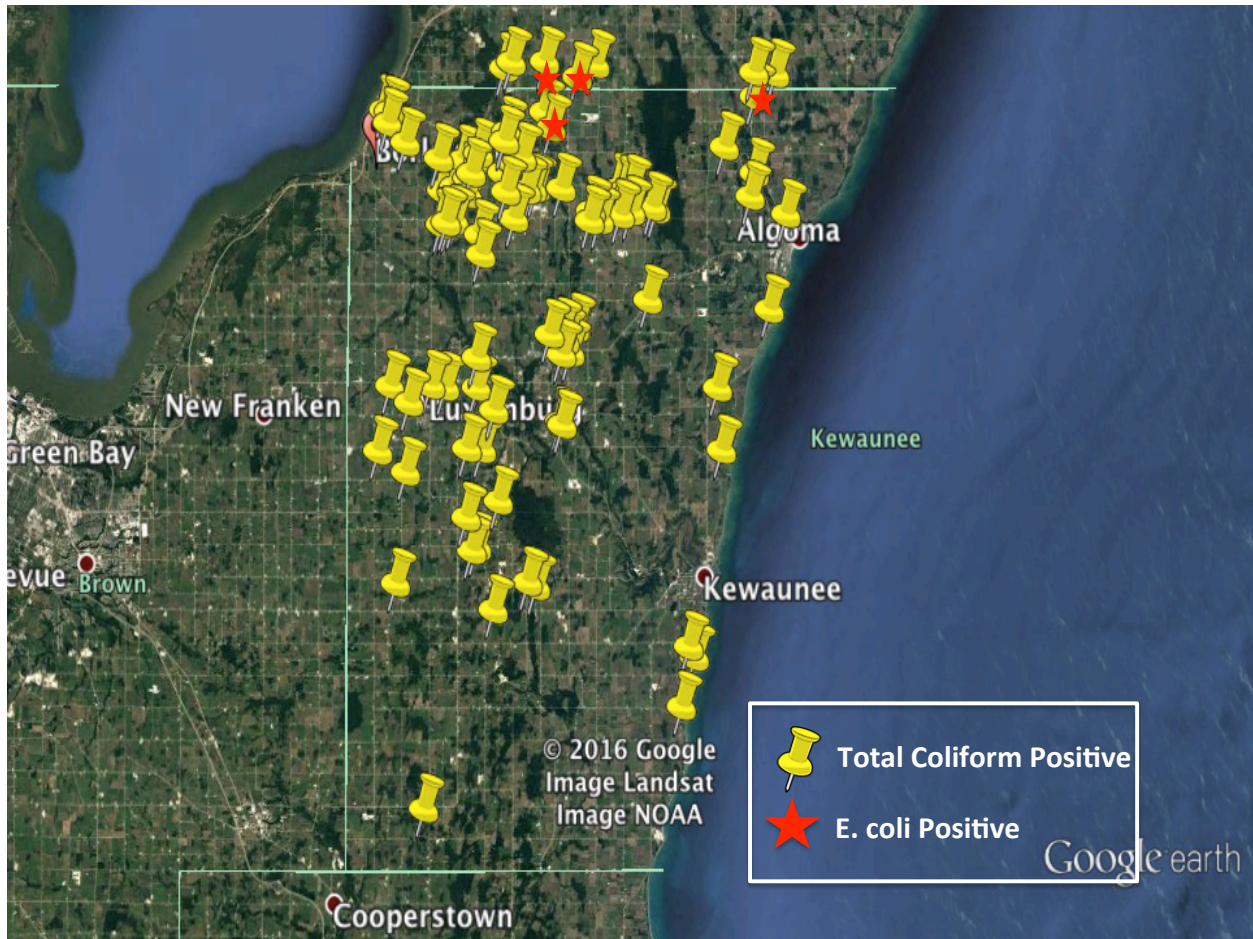 Algoma
New Franken
Luxemburg
Kewaunee
Green Bay
evue
Brown
Kewaunee
© 2016 Google
Image Landsat
Image NOAA
Total Coliform Positive
E. coli Positive
Google earth
Cooperstown